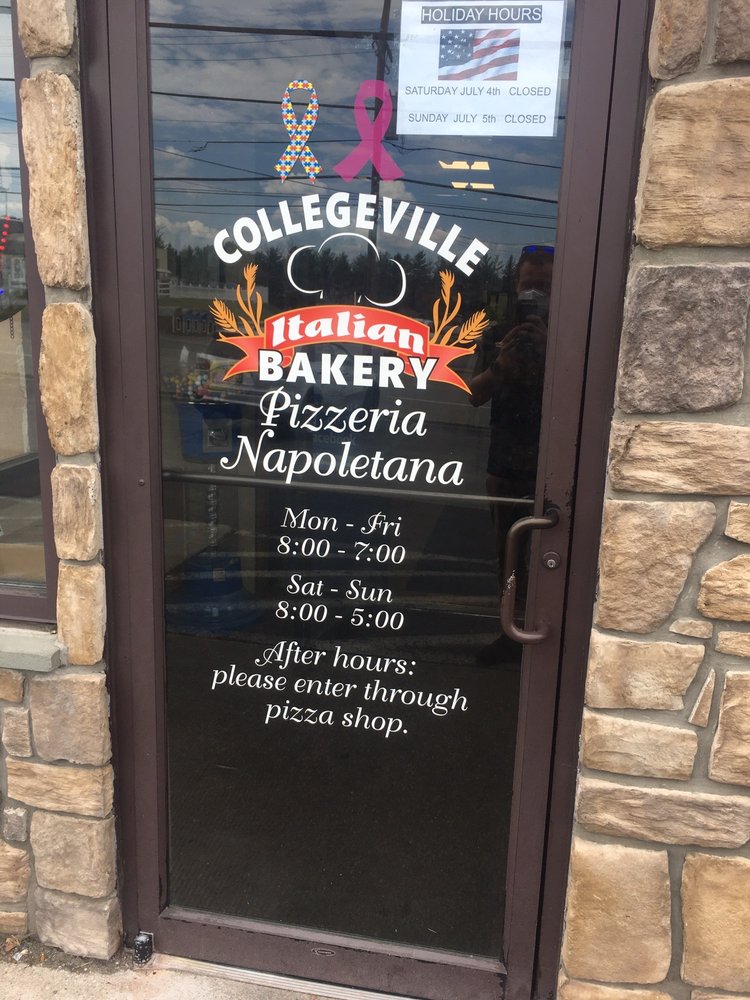 HOLIDAY HOURS
SATURDAY JULY 4th CLOSED
SUNDAY JULY 5th CLOSED
COLLEGEVILLE
Italian
BAKERY
Pizzeria
Napoletana
facebook
Mon - Fri
8:00 - 7:00
Sat - Sun
8:00 - 5:00
After hours:
please enter through
pizza shop.